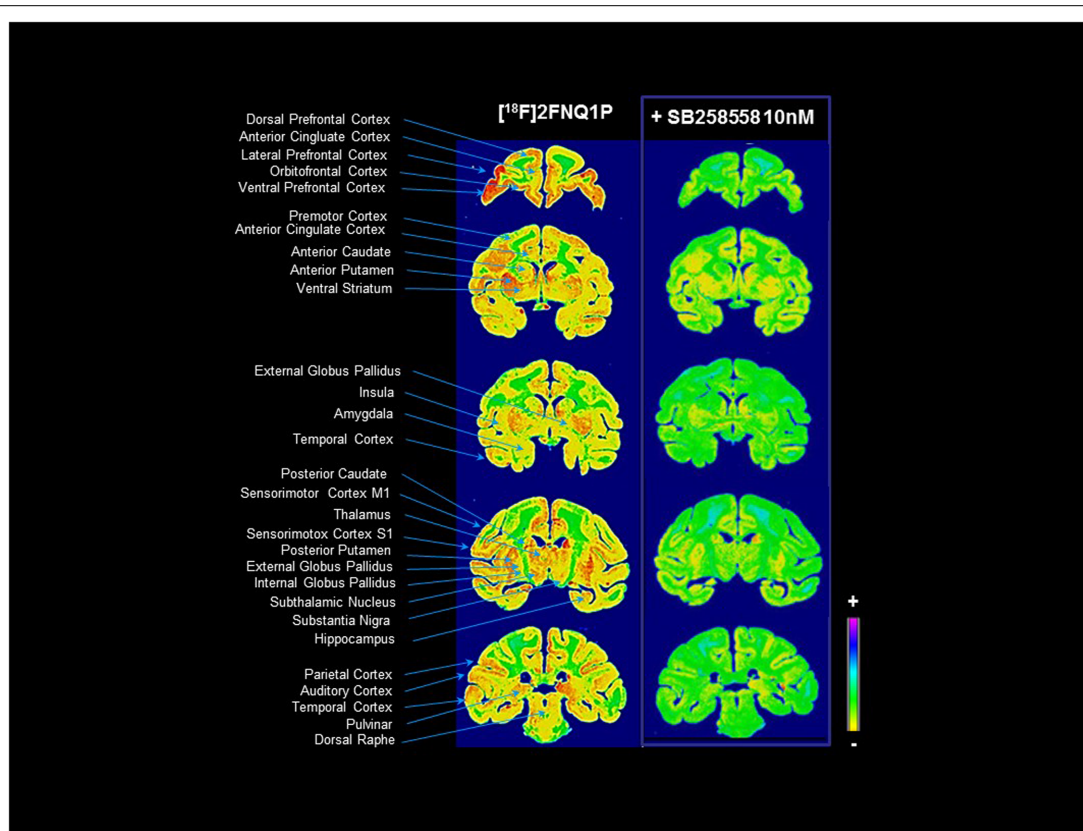 [¹⁸F]2FNQ1P
+ SB25855810nM
Dorsal Prefrontal Cortex
Anterior Cingluate Cortex
Lateral Prefrontal Cortex
Orbitofrontal Cortex
Ventral Prefrontal Cortex
Premotor Cortex
Anterior Cingulate Cortex
Anterior Caudate
Anterior Putamen
Ventral Striatum
External Globus Pallidus
Insula
Amygdala
Temporal Cortex
Posterior Caudate
Sensorimotor Cortex M1
Thalamus
Sensorimotox Cortex S1
Posterior Putamen
External Globus Pallidus
Internal Globus Pallidus
Subthalamic Nucleus
Substantia Nigra
Hippocampus
Parietal Cortex
Auditory Cortex
Temporal Cortex
Pulvinar
Dorsal Raphe
+
-